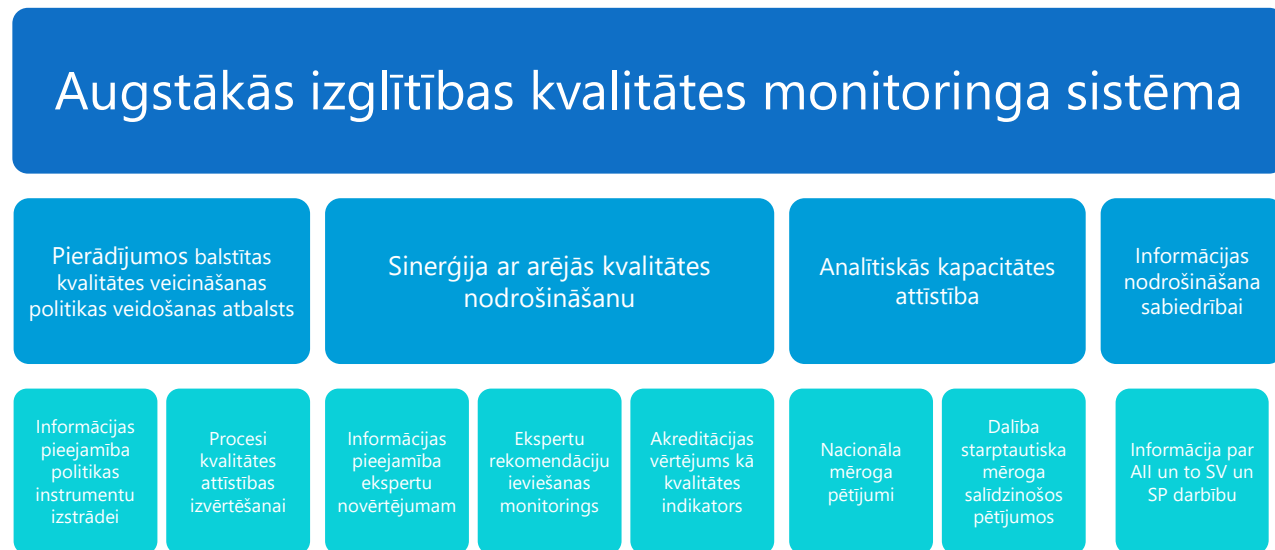 Augstākās izglītības kvalitātes monitoringa sistēma
Pierādījumos balstītas
kvalitātes veicināšanas
politikas veidošanas atbalsts
Sinerģija ar arējās kvalitātes
nodrošināšanu
Analītiskās kapacitātes
attīstība
Informācijas
nodrošināšana
sabiedrībai
Informācijas
pieejamība
politikas
instrumentu
izstrādei
Procesi
kvalitātes
attīstības
izvērtēšanai
Informācijas
pieejamība
ekspertu
novērtējumam
Ekspertu
rekomendāciju
ieviešanas
monitorings
Akreditācijas
vērtējums kā
kvalitātes
indikators
Nacionāla
mēroga
pētījumi
Dalība
starptautiska
mēroga
salīdzinošos
pētījumos
Informācija par
AII un to SV un
SP darbību